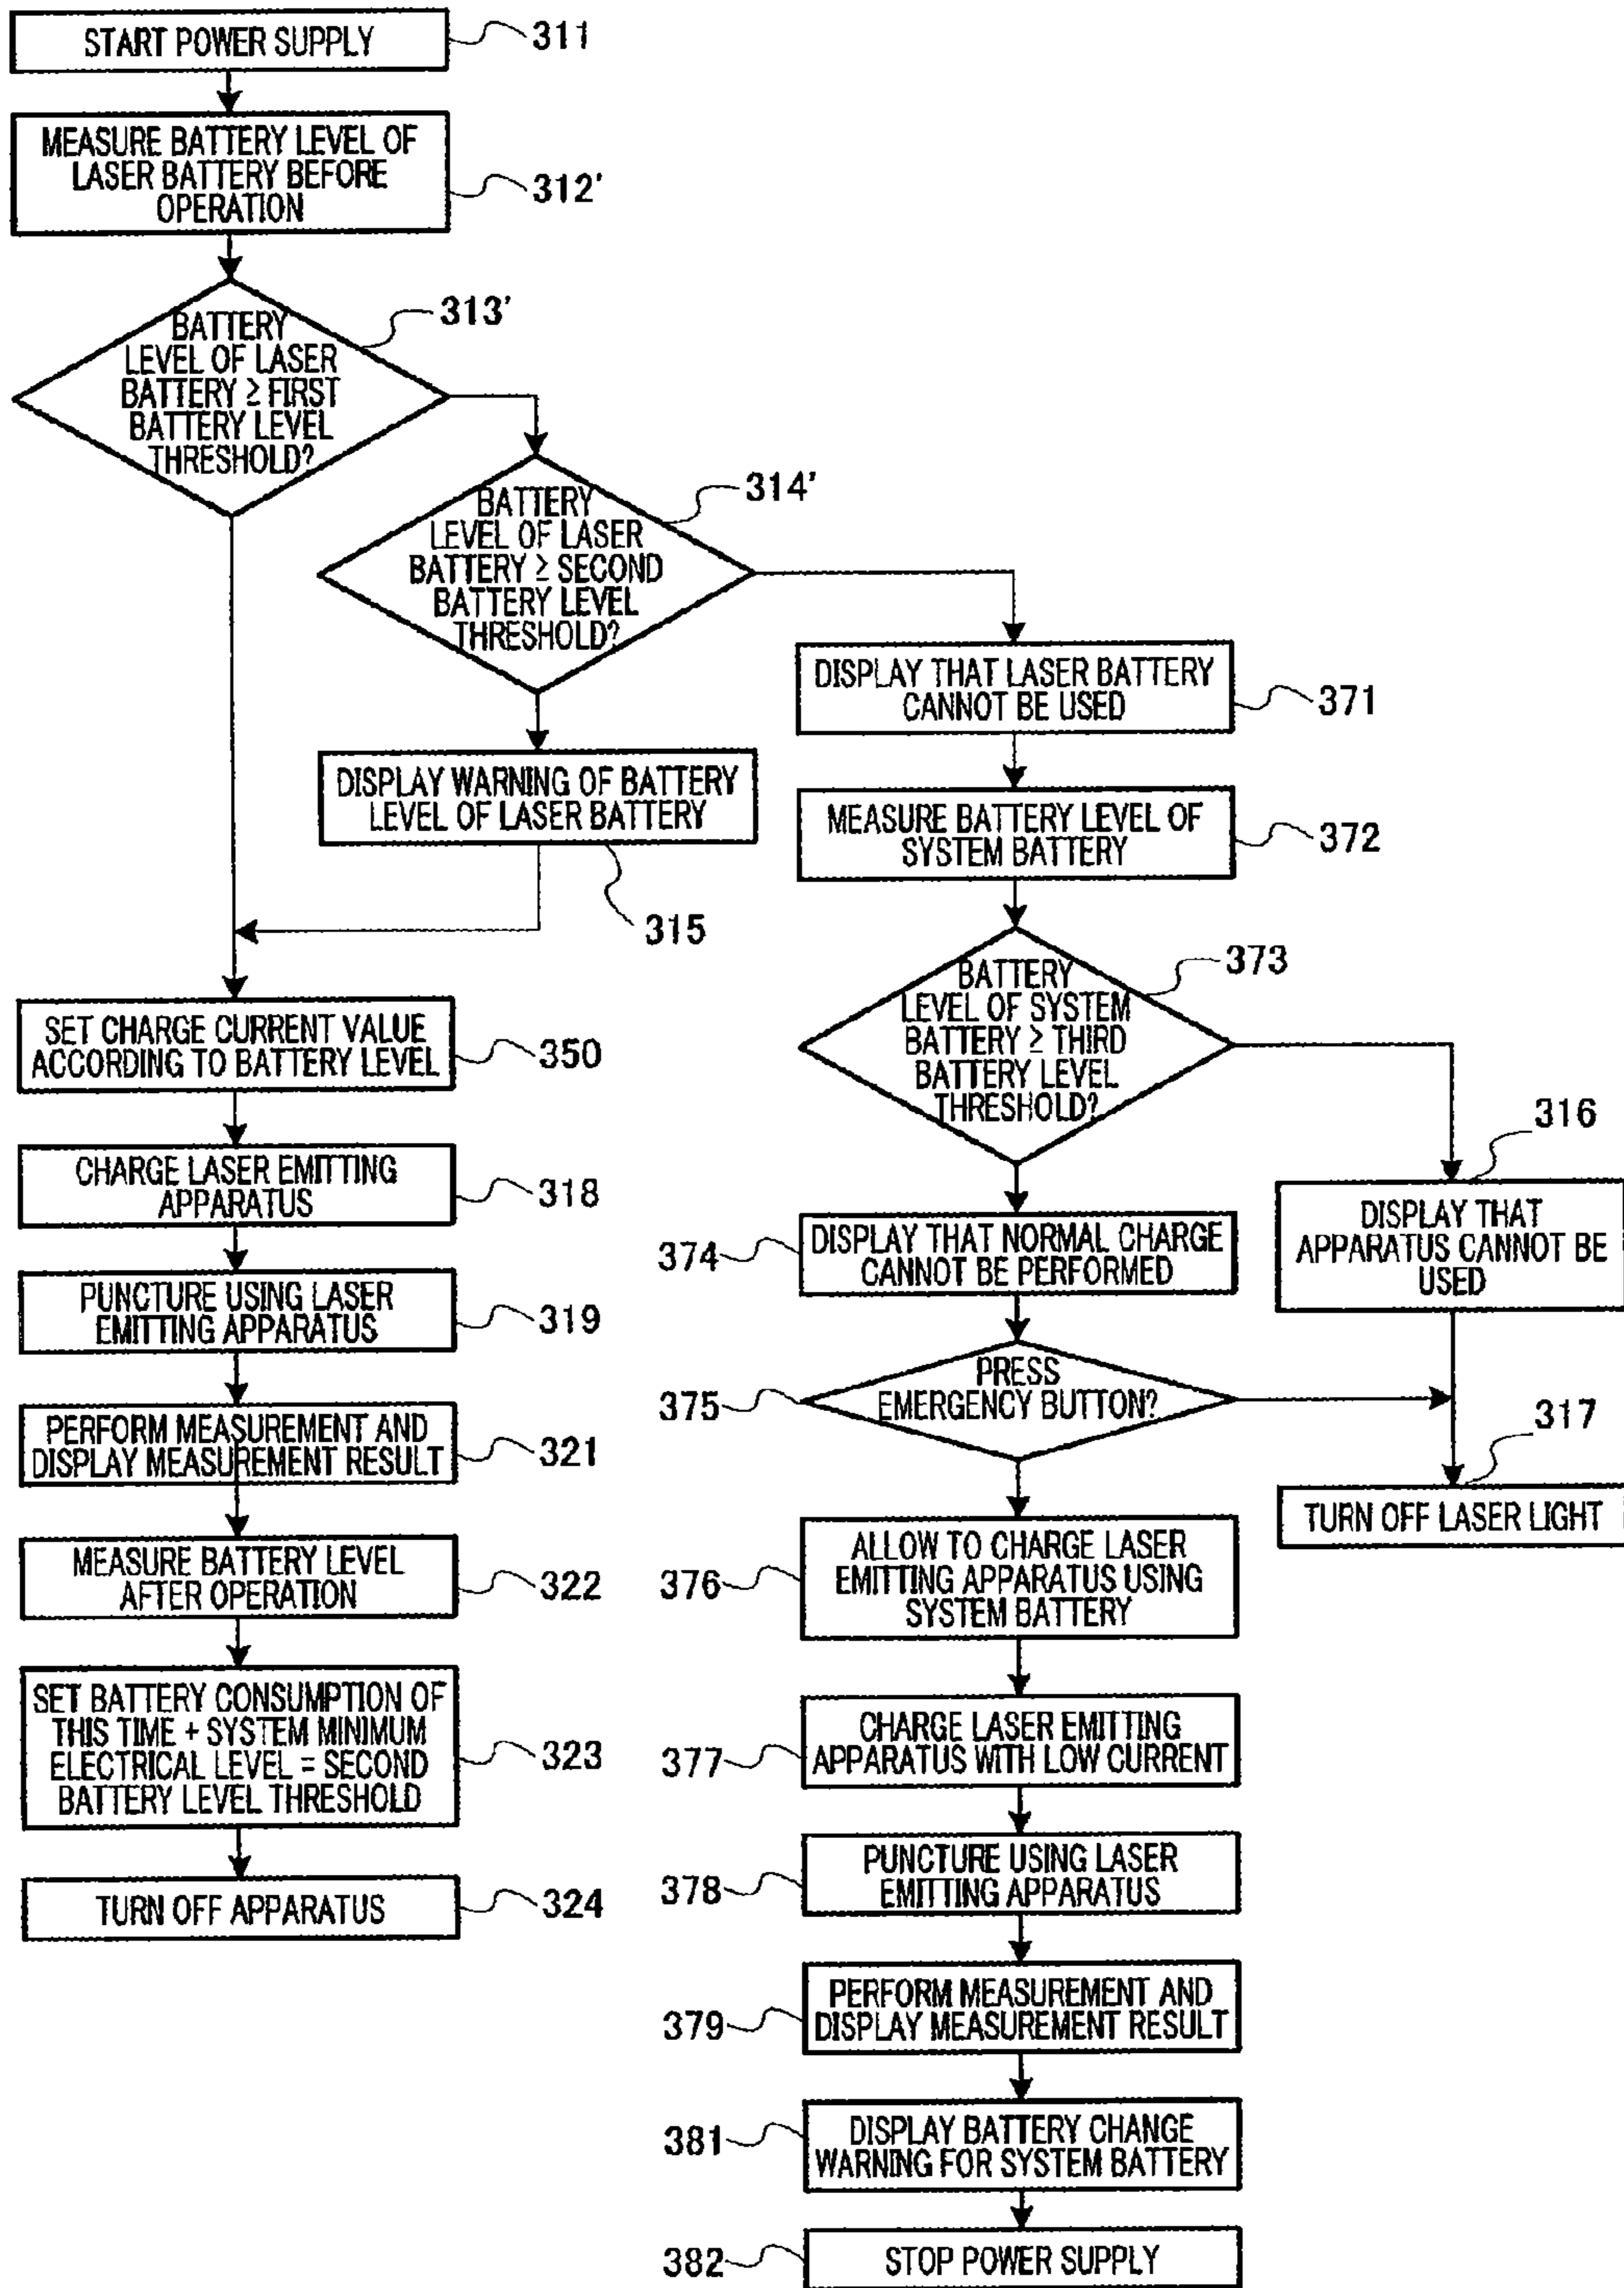 START POWER SUPPLY
311
MEASURE BATTERY LEVEL OF
LASER BATTERY BEFORE
OPERATION
312'
BATTERY
LEVEL OF LASER
BATTERY ≥ FIRST
BATTERY LEVEL
THRESHOLD?
313'
BATTERY
LEVEL OF LASER
BATTERY ≥ SECOND
BATTERY LEVEL
THRESHOLD?
314'
DISPLAY WARNING OF BATTERY
LEVEL OF LASER BATTERY
315
SET CHARGE CURRENT VALUE
ACCORDING TO BATTERY LEVEL
350
CHARGE LASER EMITTING
APPARATUS
318
PUNCTURE USING LASER
EMITTING APPARATUS
319
PERFORM MEASUREMENT AND
DISPLAY MEASUREMENT RESULT
321
MEASURE BATTERY LEVEL
AFTER OPERATION
322
SET BATTERY CONSUMPTION OF
THIS TIME + SYSTEM MINIMUM
ELECTRICAL LEVEL = SECOND
BATTERY LEVEL THRESHOLD
323
TURN OFF APPARATUS
324
DISPLAY THAT LASER BATTERY
CANNOT BE USED
371
MEASURE BATTERY LEVEL OF
SYSTEM BATTERY
372
BATTERY
LEVEL OF SYSTEM
BATTERY ≥ THIRD
BATTERY LEVEL
THRESHOLD?
373
316
DISPLAY THAT
APPARATUS CANNOT BE
USED
374
DISPLAY THAT NORMAL CHARGE
CANNOT BE PERFORMED
375
PRESS
EMERGENCY BUTTON?
317
TURN OFF LASER LIGHT
376
ALLOW TO CHARGE LASER
EMITTING APPARATUS USING
SYSTEM BATTERY
377
CHARGE LASER EMITTING
APPARATUS WITH LOW CURRENT
378
PUNCTURE USING LASER
EMITTING APPARATUS
379
PERFORM MEASUREMENT AND
DISPLAY MEASUREMENT RESULT
381
DISPLAY BATTERY CHANGE
WARNING FOR SYSTEM BATTERY
382
STOP POWER SUPPLY